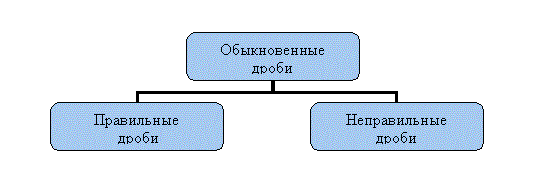 Обыкновенные
дроби
Правильные
дроби
Неправильные
дроби